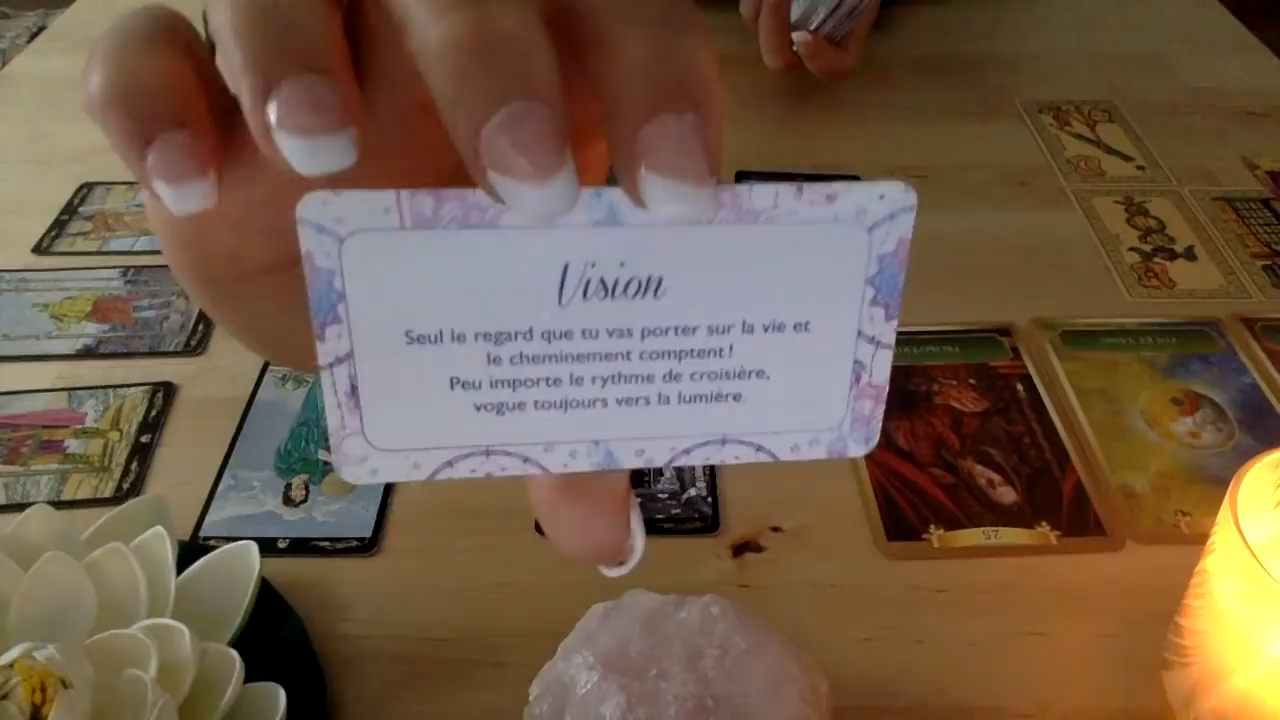 Vision
Seul le regard que tu vas porter sur la vie et
le cheminement comptent!
Peu importe le rythme de croisière,
vogue toujours vers la lumière.
25